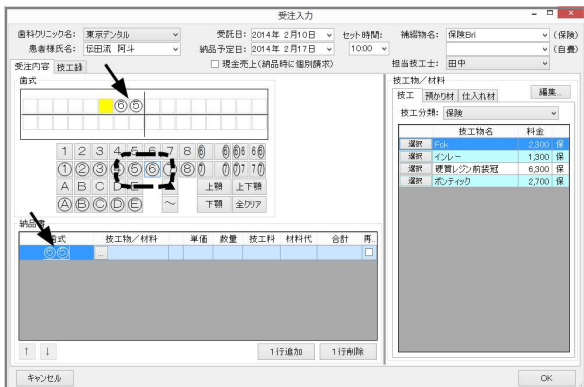 受注入力
歯科クリニック名: 東京デンタル 受託日: 2014年 2月10日 セット時間: 補綴物名: 保険Bri (保険)
患者様氏名: 伝田流 阿斗 納品予定日: 2014年 2月17日 10:00 (自費)
受注内容 技工録 現金売上(納品時に個別請求) 担当技工士: 田中
歯式 技工物/材料
⑥⑤ 技工 預かり材 仕入れ材 編集..
技工分類: 保険
技工物名 料金
選択 Fck 2,300 保
選択 インレー 1,300 保
選択 硬質レジン前装冠 6,300 保
選択 ポンティック 2,700 保
1 2 3 4 5 6 7 8
①②③④⑤⑥⑦⑧
A B C D E 上顎 上下顎
ⒶⒷⒸⒹⒺ ～ 下顎 全クリア
納品書
歯式 技工物/材料 単価 数量 技工料 材料代 合計 再..
⑥⑤ ...
↑ ↓ 1行追加 1行削除
キャンセル OK